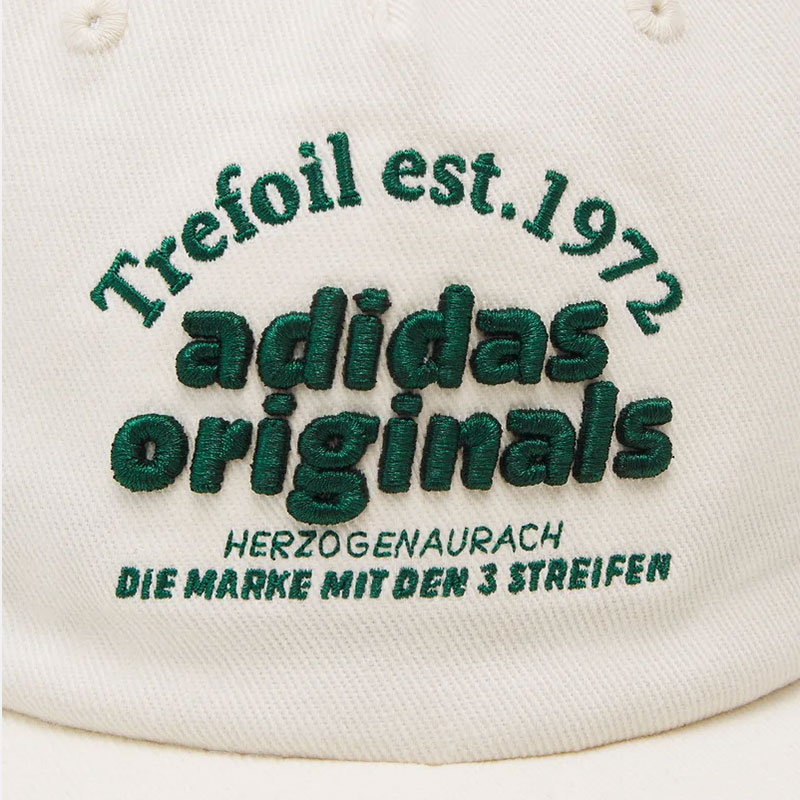 Trefoil est.1972
adidas
originals
HERZOGENAURACH
DIE MARKE MIT DEN 3 STREIFEN